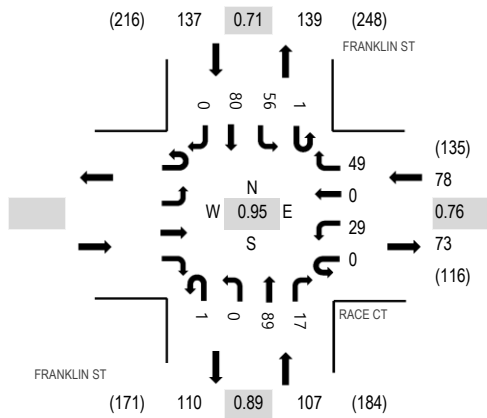 (216) 137 0.71 139 (248)
FRANKLIN ST
0 80 56 1
49
(135)
78
N
0
W 0.95 E
0.76
29
S
73
0
(116)
1 0 89 17
RACE CT
FRANKLIN ST
(171) 110 0.89 107 (184)